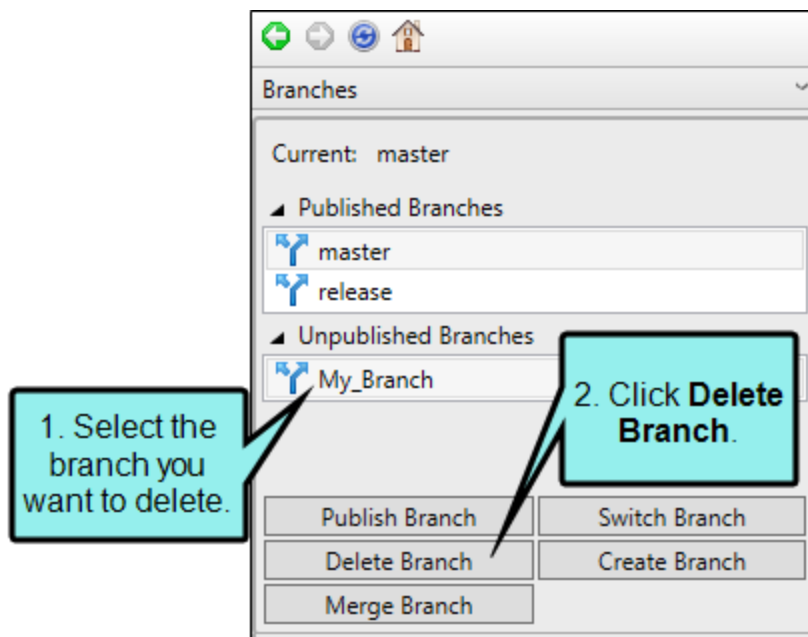 Branches
Current: master
Published Branches
master
release
Unpublished Branches
My_Branch
1. Select the
branch you
want to delete.
2. Click Delete
Branch.
Publish Branch
Switch Branch
Delete Branch
Create Branch
Merge Branch